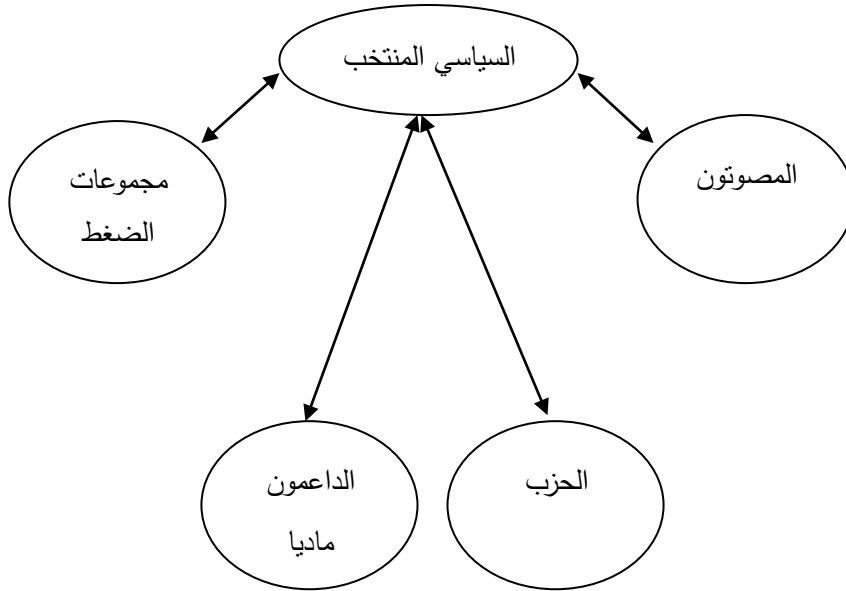 السياسي المنتخب
المصوتون
مجموعات
الضغط
الحزب
الداعمون
ماديا